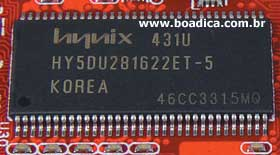 www.boadica.com.br
hynix 431U
HY5DU281622ET-5
KOREA
46CC3315MQ